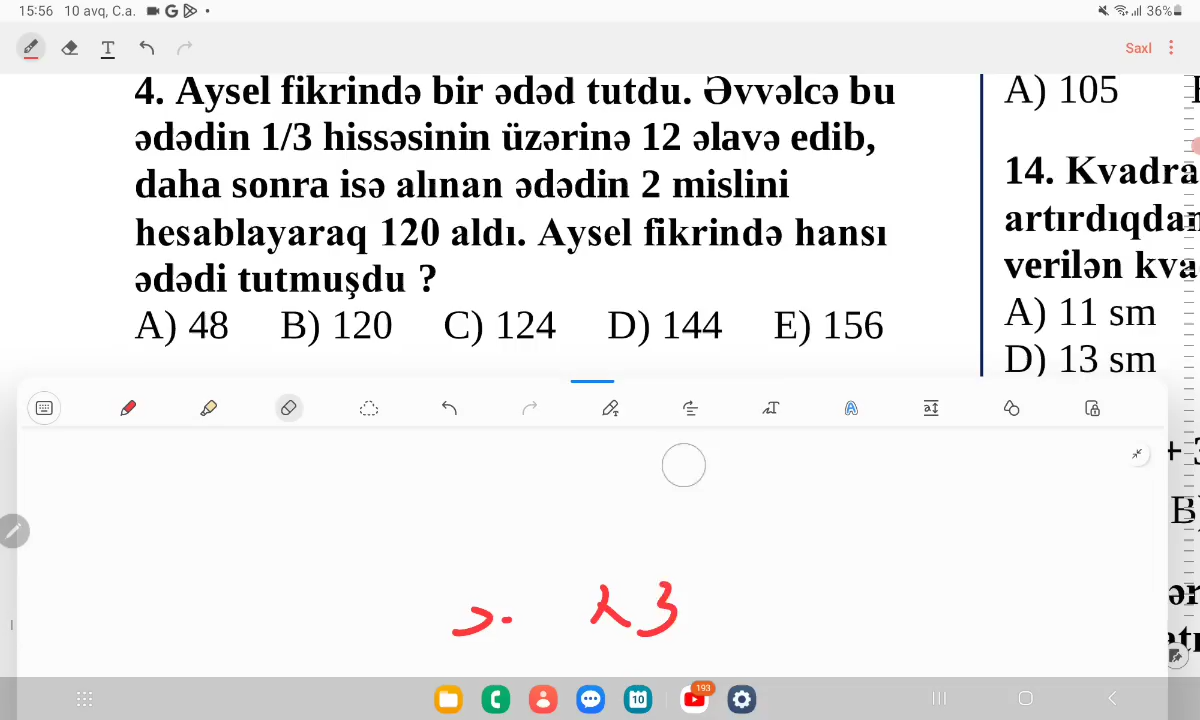 15:56 10 avq, C.a. 36%
T Saxl
4. Aysel fikrində bir ədəd tutdu. Əvvəlcə bu
ədədin 1/3 hissəsinin üzərinə 12 əlavə edib,
daha sonra isə alınan ədədin 2 mislini
hesablayaraq 120 aldı. Aysel fikrində hansı
ədədi tutmuşdu ?
A) 48 B) 120 C) 124 D) 144 E) 156
A) 105
14. Kvadra
artırdıqdan
verilən kva
A) 11 sm
D) 13 sm
+ 3
B)
193
10